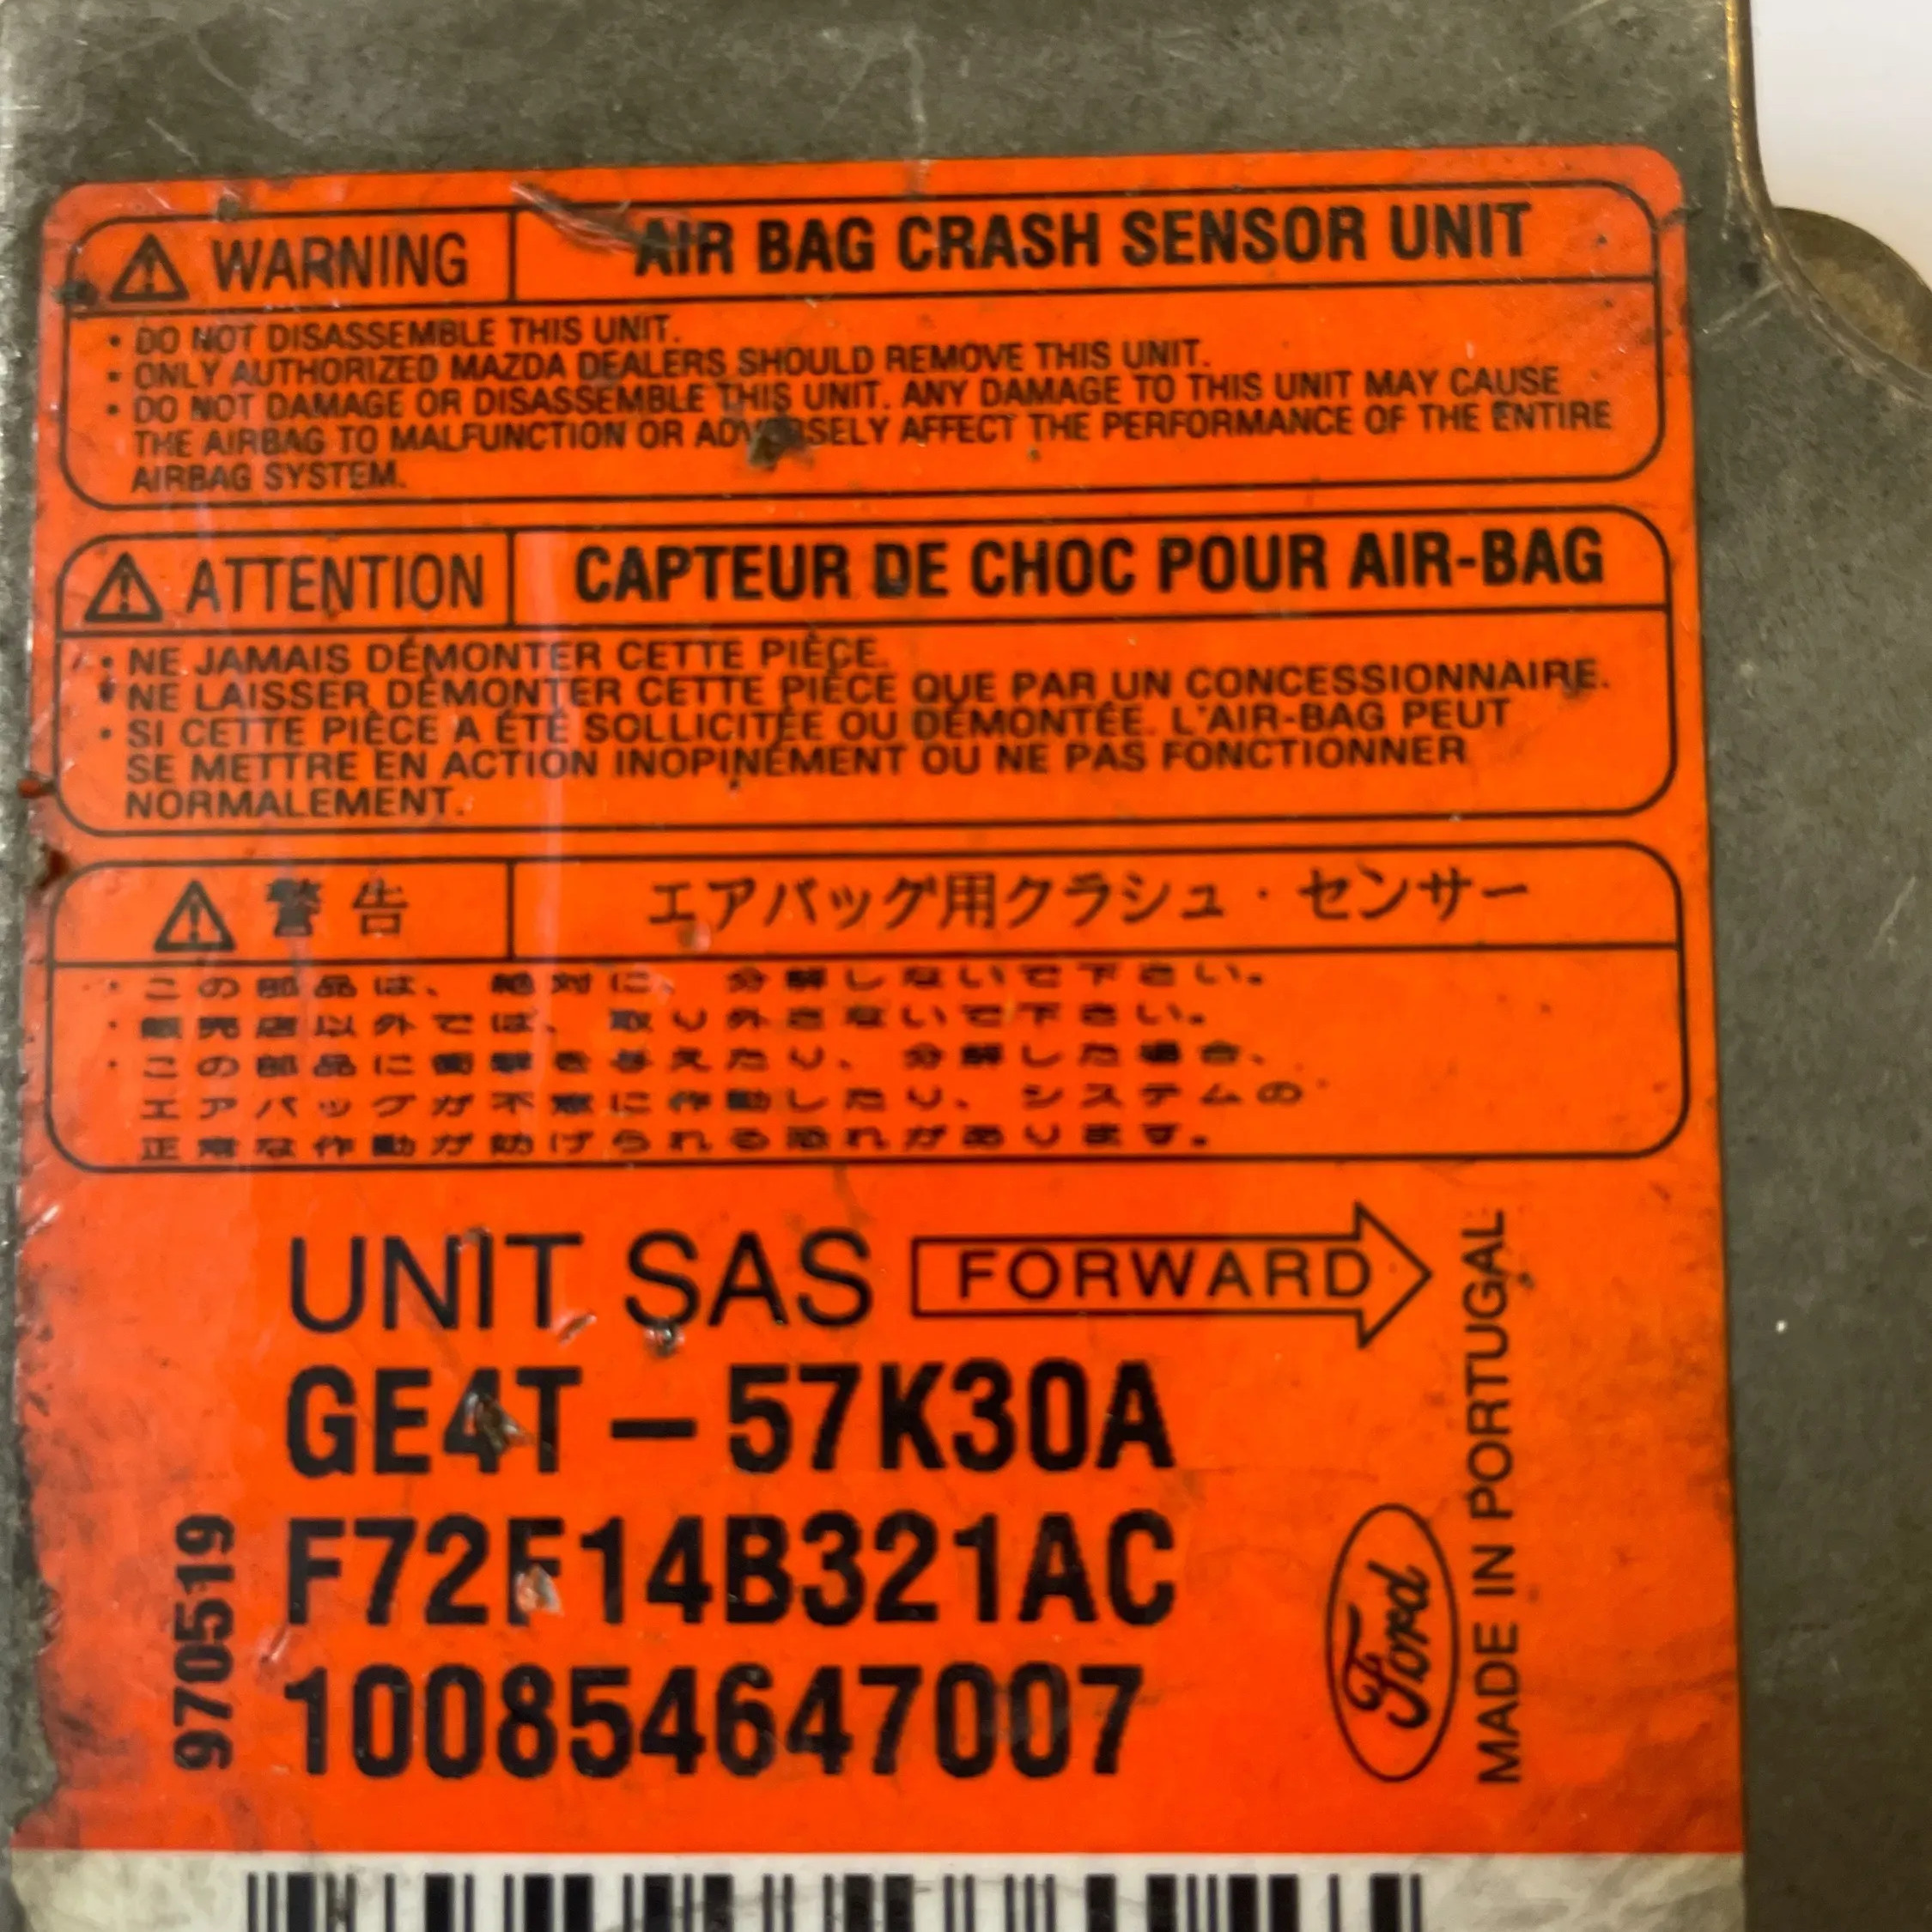 WARNING
AIR BAG CRASH SENSOR UNIT
• DO NOT DISASSEMBLE THIS UNIT.
• ONLY AUTHORIZED MAZDA DEALERS SHOULD REMOVE THIS UNIT.
• DO NOT DAMAGE OR DISASSEMBLE THIS UNIT. ANY DAMAGE TO THIS UNIT MAY CAUSE
THE AIRBAG TO MALFUNCTION OR ADVERSELY AFFECT THE PERFORMANCE OF THE ENTIRE
AIRBAG SYSTEM.
ATTENTION
CAPTEUR DE CHOC POUR AIR-BAG
• NE JAMAIS DÉMONTER CETTE PIÈCE.
• NE LAISSER DÉMONTER CETTE PIÈCE QUE PAR UN CONCESSIONNAIRE.
• SI CETTE PIÈCE A ÉTÉ SOLLICITÉE OU DÉMONTÉE. L'AIR-BAG PEUT
SE METTRE EN ACTION INOPINÉMENT OU NE PAS FONCTIONNER
NORMALEMENT.
警告
エアバッグ用クラシュ・センサー
・この部品は、絶対に、分解しないで下さい。
・販売店以外では、取り外さないで下さい。
・この部品に衝撃を与えたり、分解した場合、
エアバッグが不意に作動したり、システムの
正常な作動が妨げられる恐れがあります。
UNIT SAS FORWARD
GE4T-57K30A
F72F14B321AC
100854647007
970519
Ford
MADE IN PORTUGAL